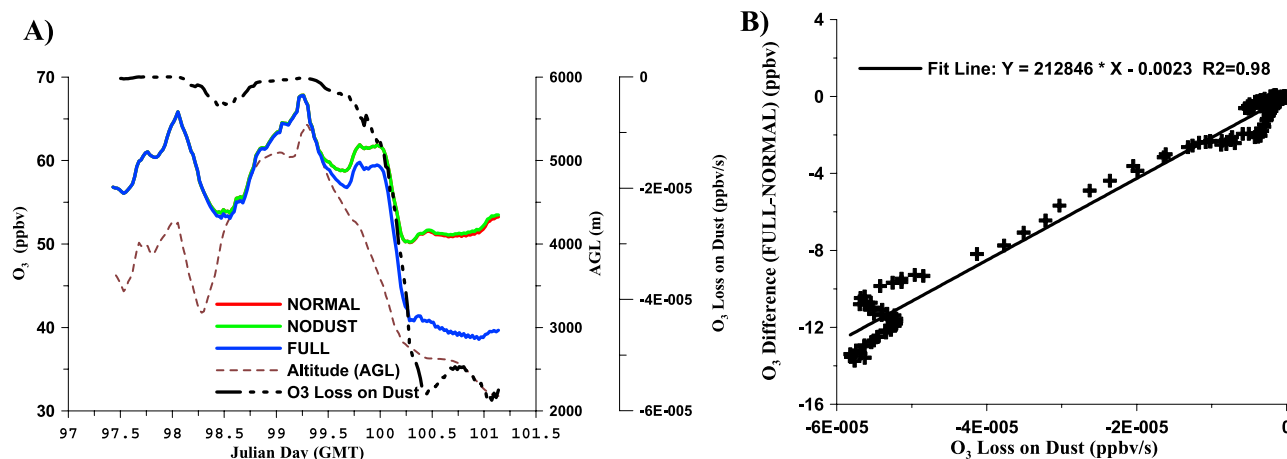 A)
70
60
50
40
30
O3 (ppbv)
97
97.5
98
98.5
99
99.5
100
100.5
101
101.5
Julian Day (GMT)
NORMAL
NODUST
FULL
Altitude (AGL)
O3 Loss on Dust
6000
5000
4000
3000
2000
AGL (m)
0
-2E-005
-4E-005
-6E-005
O3 Loss on Dust (ppbv/s)
B)
4
0
-4
-8
-12
-16
O3 Difference (FULL-NORMAL) (ppbv)
Fit Line: Y = 212846 * X - 0.0023 R2=0.98
-6E-005
-4E-005
-2E-005
0
O3 Loss on Dust (ppbv/s)